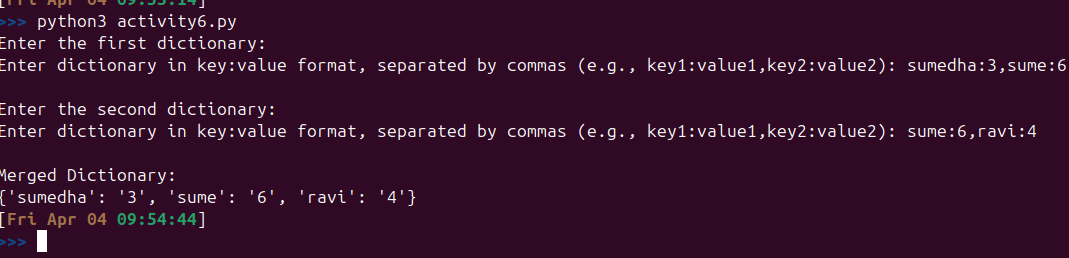 [Fri Apr 04 09:53:14]
>>> python3 activity6.py
Enter the first dictionary:
Enter dictionary in key:value format, separated by commas (e.g., key1:value1,key2:value2): sumedha:3,sume:6
Enter the second dictionary:
Enter dictionary in key:value format, separated by commas (e.g., key1:value1,key2:value2): sume:6,ravi:4
Merged Dictionary:
{'sumedha': '3', 'sume': '6', 'ravi': '4'}
[Fri Apr 04 09:54:44]
>>>